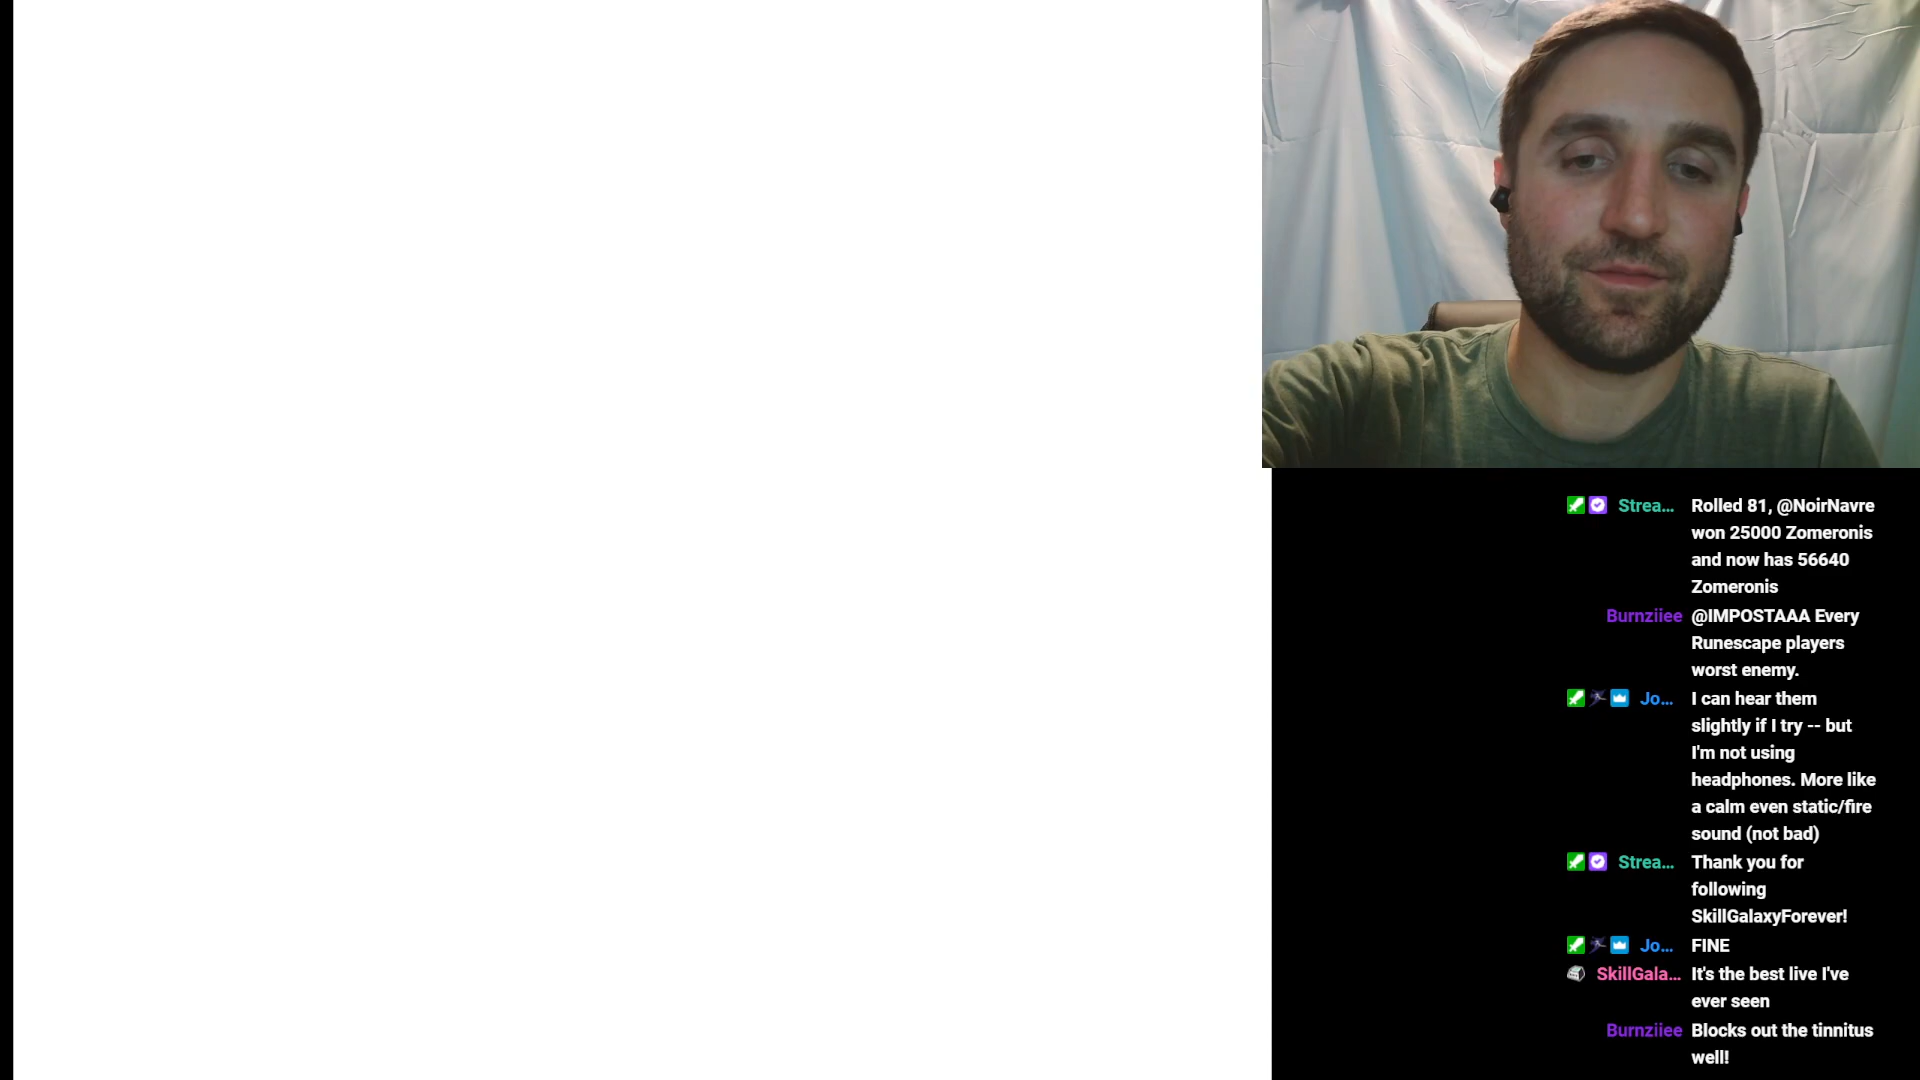 Strea... Rolled 81, @NoirNavre
won 25000 Zomeronis
and now has 56640
Zomeronis
Burnziiee @IMPOSTAAA Every
Runescape players
worst enemy.
Jo... I can hear them
slightly if I try -- but
I'm not using
headphones. More like
a calm even static/fire
sound (not bad)
Strea... Thank you for
following
SkillGalaxyForever!
Jo... FINE
SkillGala... It's the best live I've
ever seen
Burnziiee Blocks out the tinnitus
well!